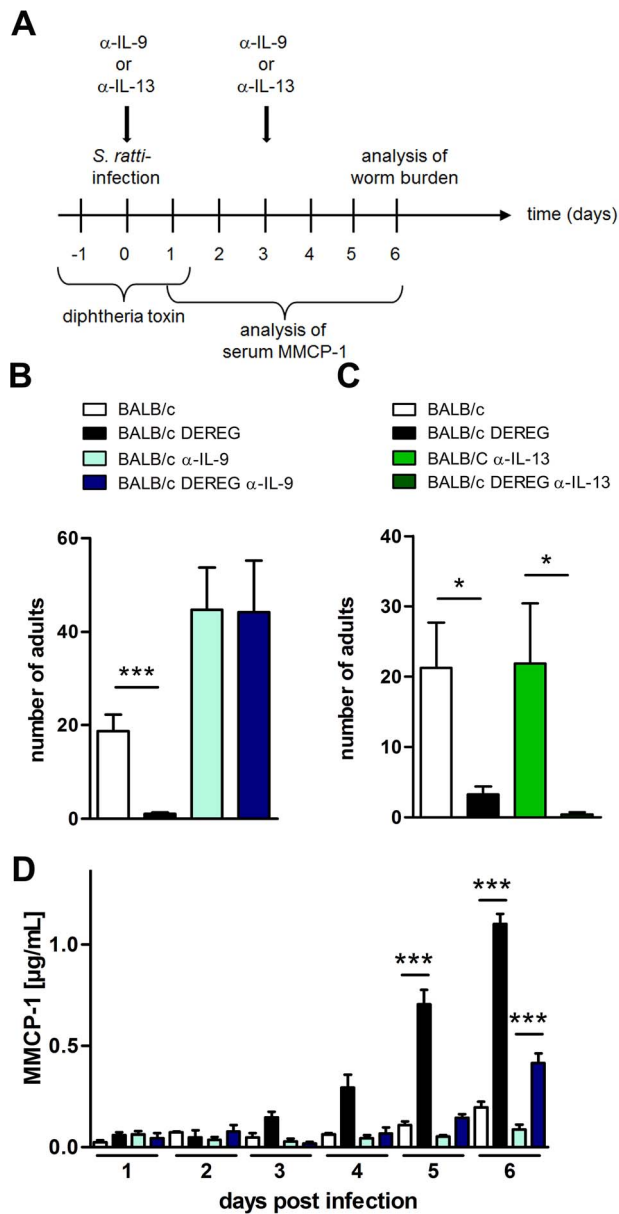 A
α-IL-9
or
α-IL-13
α-IL-9
or
α-IL-13
S. ratti-
infection
analysis of
worm burden
time (days)
-1 0 1 2 3 4 5 6
diphtheria toxin
analysis of
serum MMCP-1
B
BALB/c
BALB/c DEREG
BALB/c α-IL-9
BALB/c DEREG α-IL-9
number of adults
60
40
20
0
***
C
BALB/c
BALB/c DEREG
BALB/C α-IL-13
BALB/c DEREG α-IL-13
number of adults
40
30
20
10
0
*
*
D
MMCP-1 [µg/mL]
1.0
0.5
0.0
***
***
***
1 2 3 4 5 6
days post infection